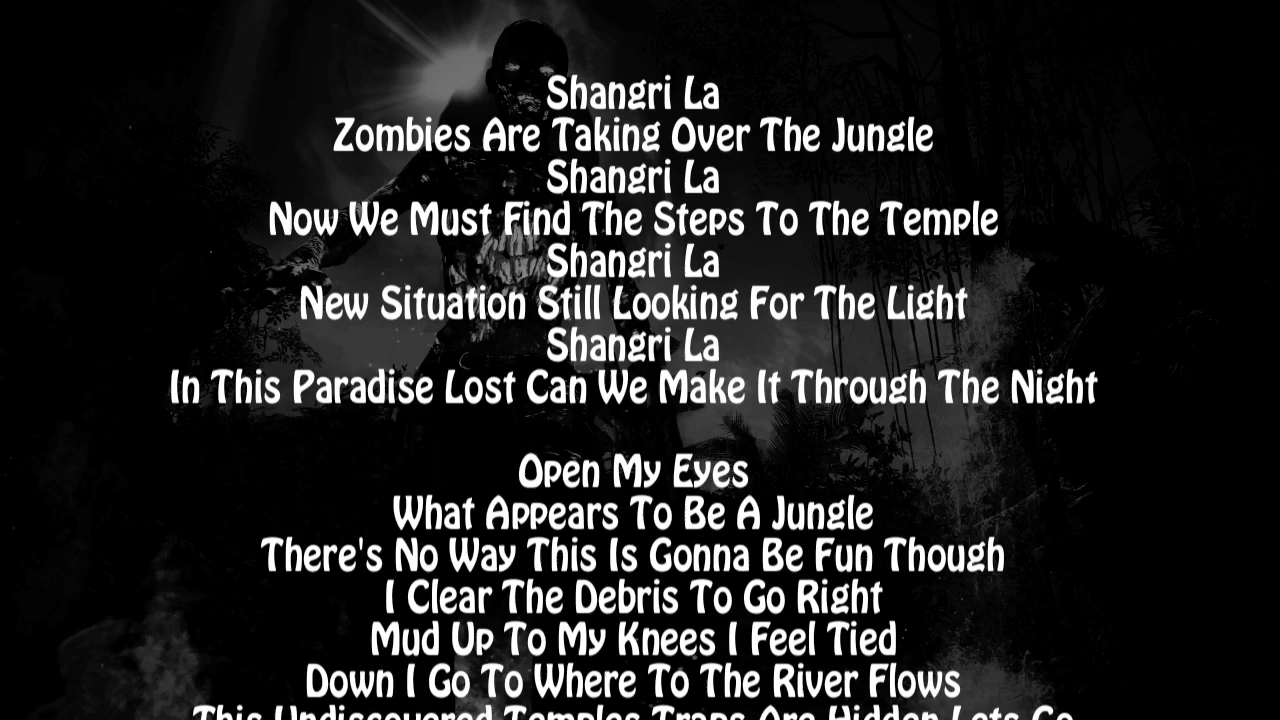 Shangri La
Zombies Are Taking Over The Jungle
Shangri La
Now We Must Find The Steps To The Temple
Shangri La
New Situation Still Looking For The Light
Shangri La
In This Paradise Lost Can We Make It Through The Night
Open My Eyes
What Appears To Be A Jungle
There's No Way This Is Gonna Be Fun Though
I Clear The Debris To Go Right
Mud Up To My Knees I Feel Tied
Down I Go To Where To The River Flows
This Undiscovered Temples Traps Are Hidden Lets Go